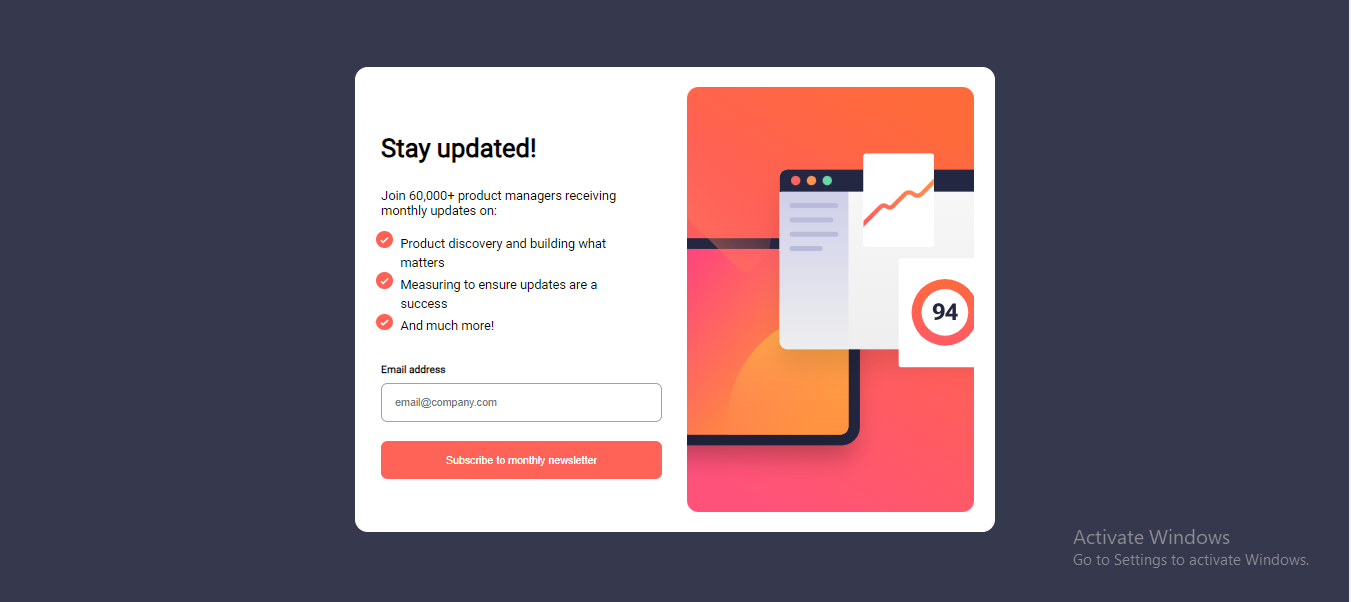 Stay updated!
Join 60,000+ product managers receiving
monthly updates on:
Product discovery and building what
matters
Measuring to ensure updates are a
success
And much more!
Email address
email@company.com
Subscribe to monthly newsletter
94
Activate Windows
Go to Settings to activate Windows.